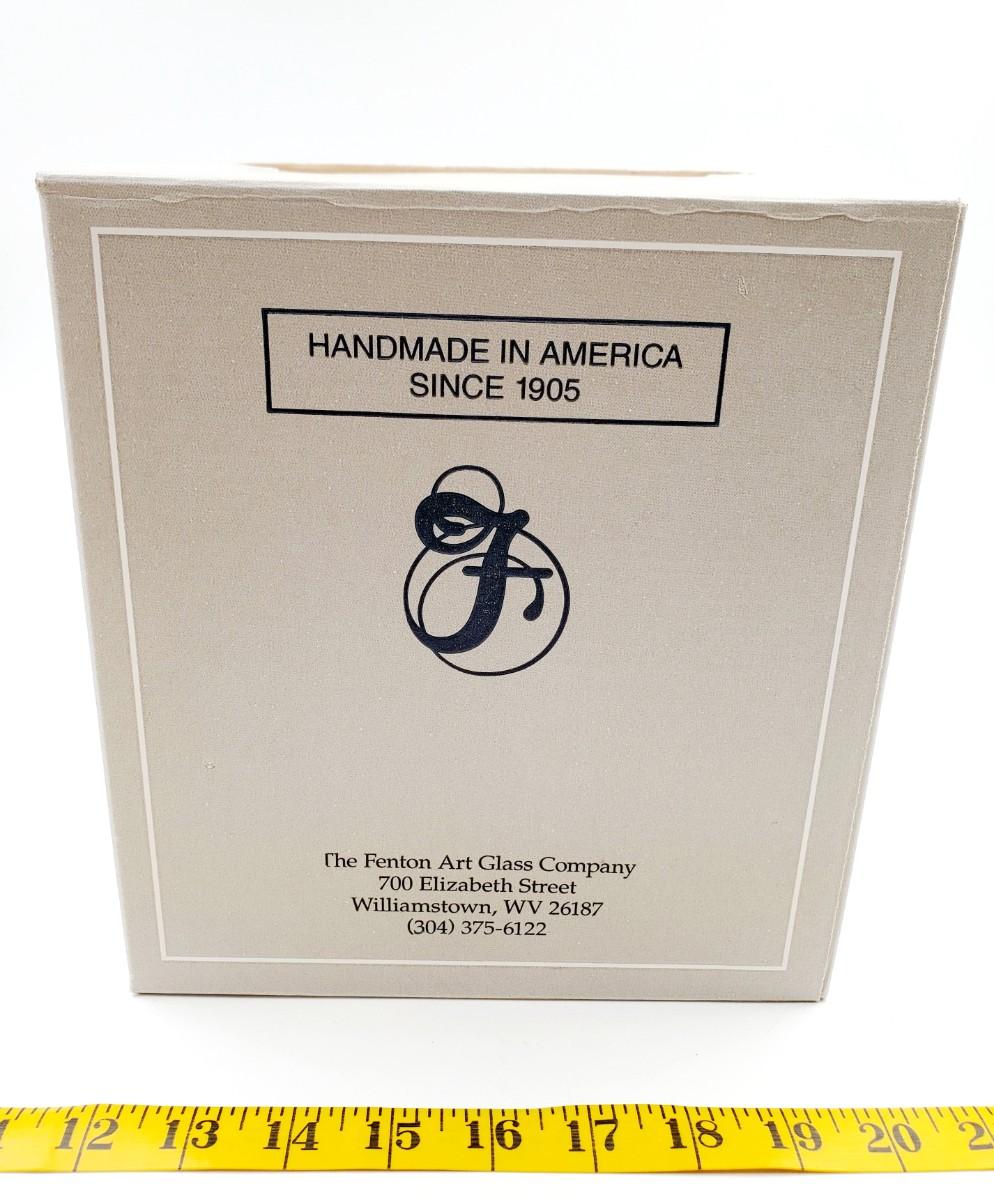 HANDMADE IN AMERICA
SINCE 1905
F
The Fenton Art Glass Company
700 Elizabeth Street
Williamstown, WV 26187
(304) 375-6122
12 13 14 15 16 17 18 19 20